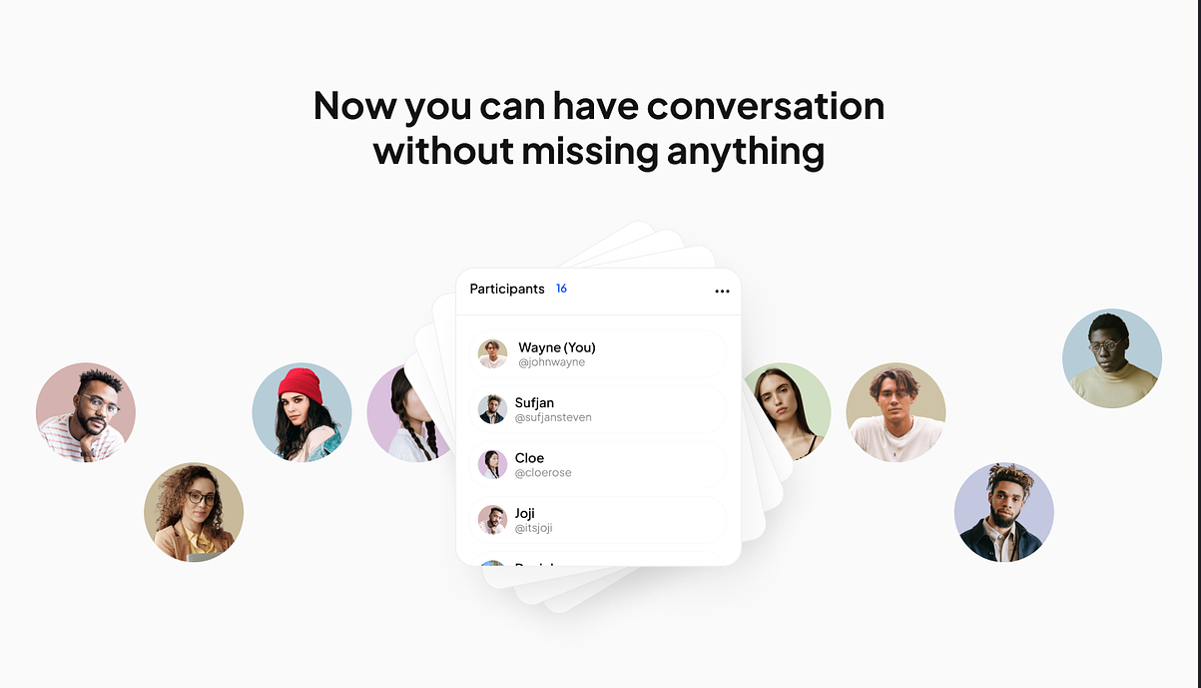 Now you can have conversation
without missing anything
Participants 16
Wayne (You)
@johnwayne
Sufjan
@sufjansteven
Cloe
@cloerose
Joji
@itsjoji